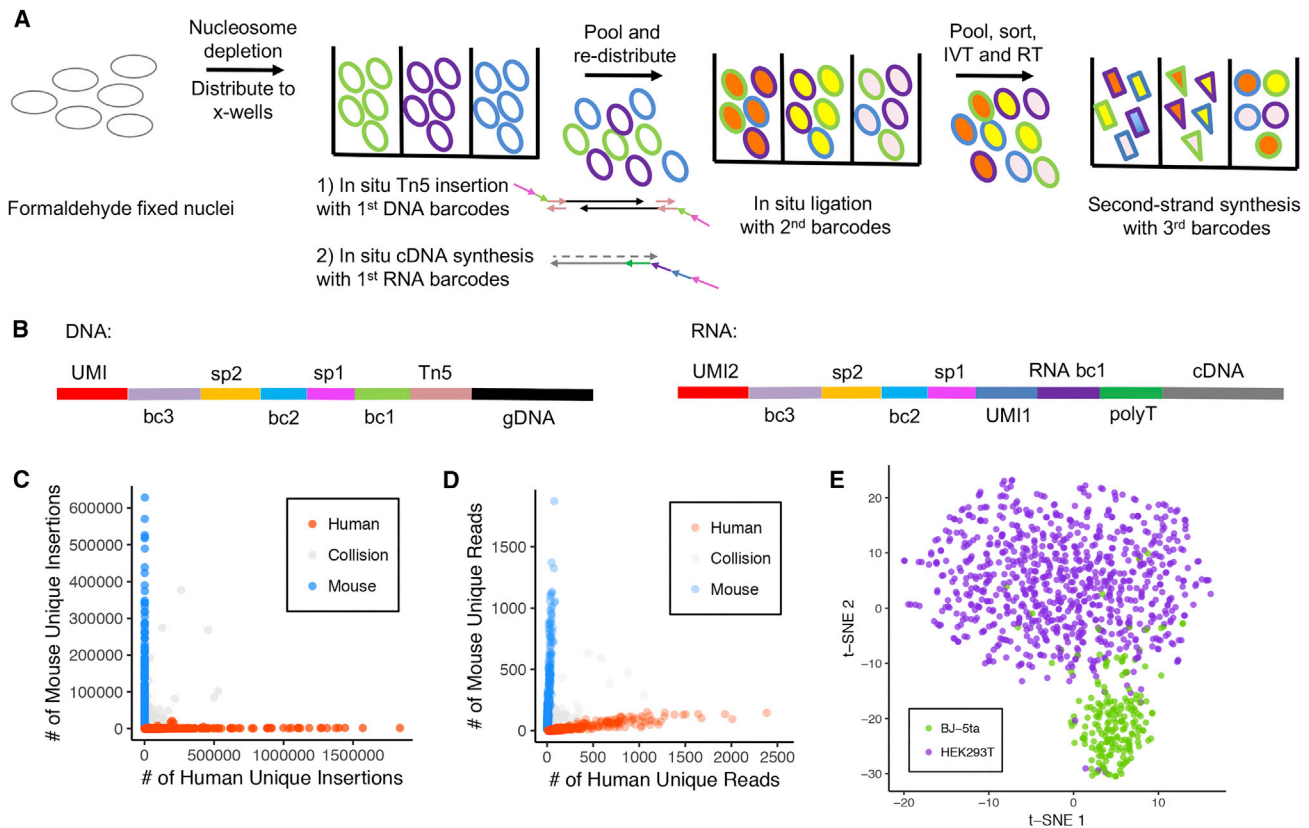 A
Nucleosome
depletion
Distribute to
x-wells
Pool and
re-distribute
Pool, sort,
IVT and RT
Formaldehyde fixed nuclei
1) In situ Tn5 insertion
with 1st DNA barcodes
2) In situ cDNA synthesis
with 1st RNA barcodes
In situ ligation
with 2nd barcodes
Second-strand synthesis
with 3rd barcodes
B
DNA:
UMI
sp2
sp1
Tn5
bc3
bc2
bc1
gDNA
RNA:
UMI2
sp2
sp1
RNA bc1
cDNA
bc3
bc2
UMI1
polyT
C
# of Mouse Unique Insertions
600000
500000
400000
300000
200000
100000
0
0
500000
1000000
1500000
# of Human Unique Insertions
Human
Collision
Mouse
D
# of Mouse Unique Reads
1500
1000
500
0
0
500
1000
1500
2000
2500
# of Human Unique Reads
Human
Collision
Mouse
E
t-SNE 2
20
10
0
-10
-20
-30
-20
-10
0
10
t-SNE 1
BJ-5ta
HEK293T